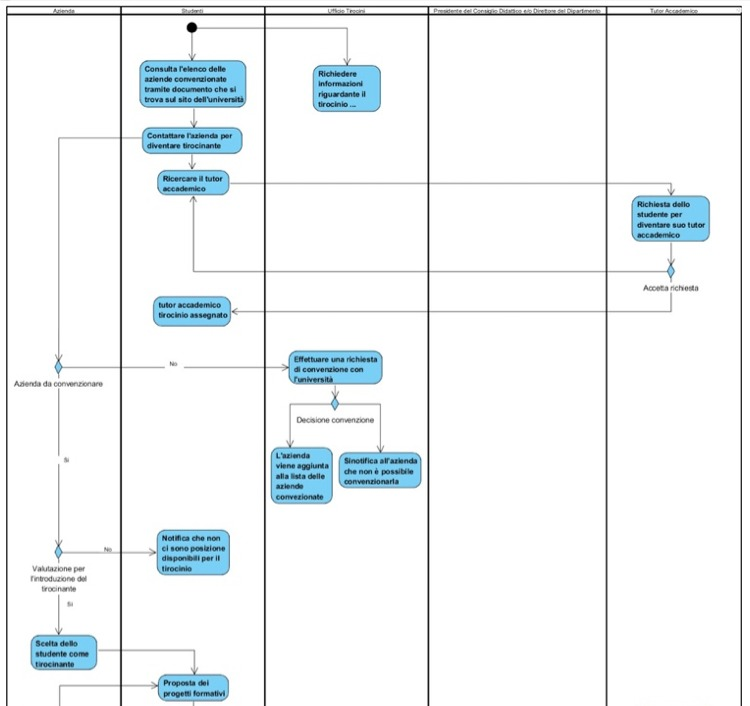 Azienda
Studenti
Ufficio Tirocini
Presidente del Consiglio Didattico e/o Direttore del Dipartimento
Tutor Accademico
Consulta l'elenco delle
aziende convenzionate
tramite documento che si
trova sul sito dell'università
Richiedere
informazioni
riguardante il
tirocinio ...
Contattare l'azienda per
diventare tirocinante
Ricercare il tutor
accademico
Richiesta dello
studente per
diventare suo tutor
accademico
Accetta richiesta
tutor accademico
tirocinio assegnato
No
Effettuare una richiesta
di convenzione con
l'università
Azienda da convenzionare
Decisione convenzione
Si
L'azienda
viene aggiunta
alla lista delle
aziende
convezionate
Sinotifica all'azienda
che non è possibile
convenzionarla
No
Notifica che non
ci sono posizione
disponibili per il
tirocinio
Valutazione per
l'introduzione del
tirocinante
Si
Scelta dello
studente come
tirocinante
Proposta dei
progetti formativi